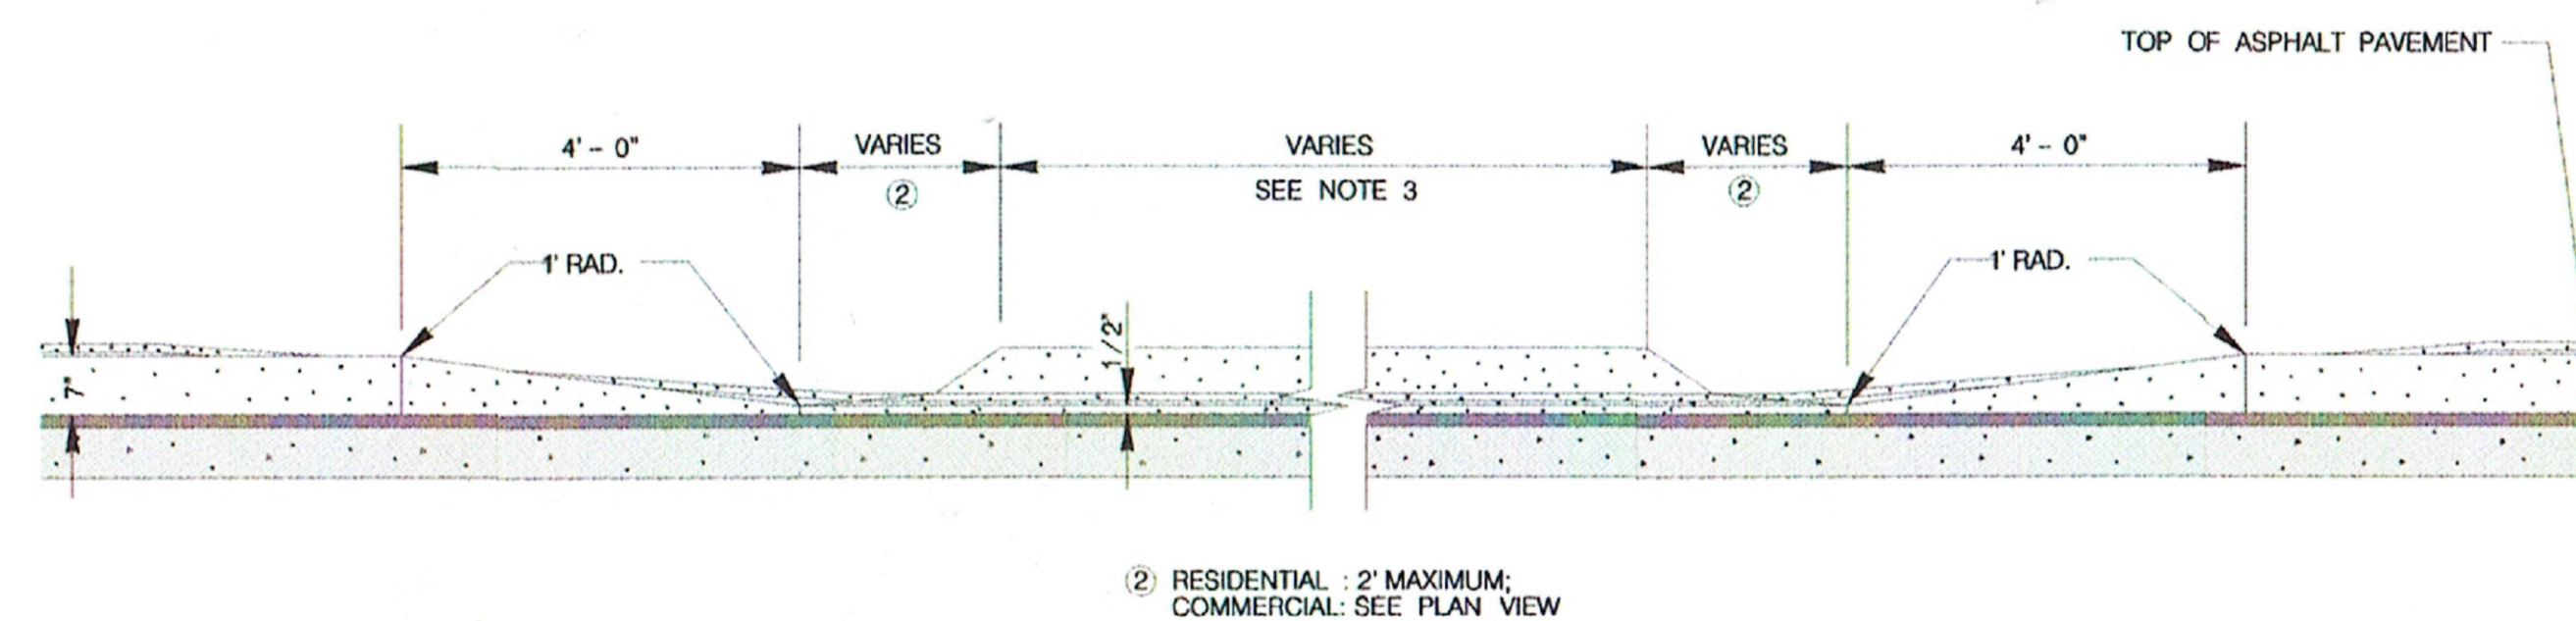 TOP OF ASPHALT PAVEMENT
4' - 0" VARIES VARIES VARIES 4' - 0"
② SEE NOTE 3 ②
1' RAD. 1' RAD.
1/2"
7"
② RESIDENTIAL : 2' MAXIMUM;
COMMERCIAL: SEE PLAN VIEW